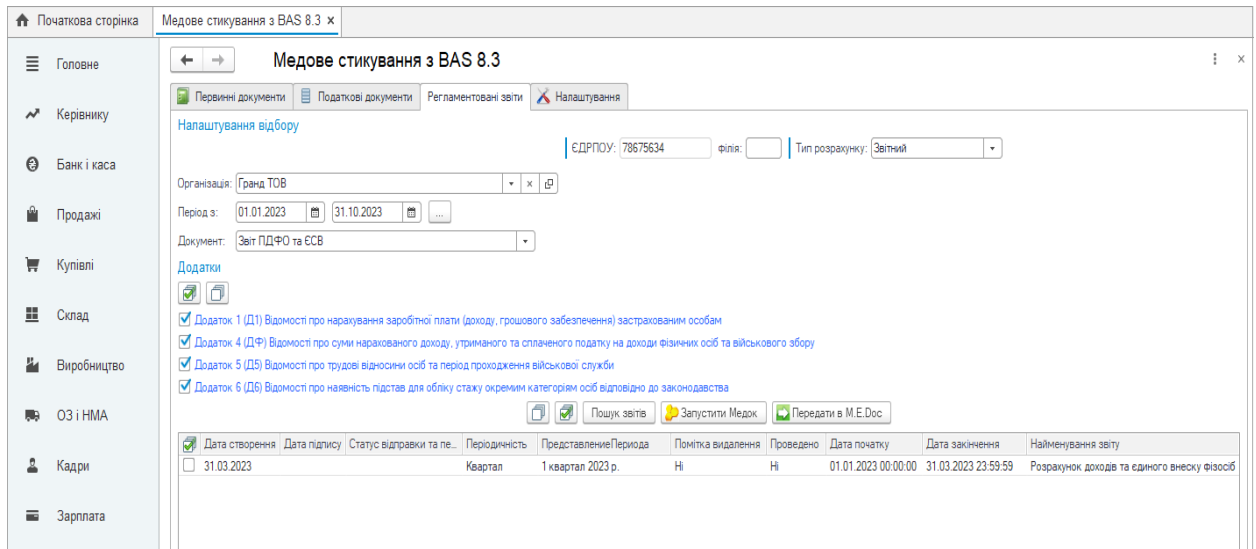 Початкова сторінка
Медове стикування з BAS 8.3 ×
Головне
Керівнику
Банк і каса
Продажі
Купівлі
Склад
Виробництво
ОЗ і НМА
Кадри
Зарплата
Медове стикування з BAS 8.3
Первинні документи Податкові документи Регламентовані звіти Налаштування
Налаштування відбору
ЄДРПОУ: 78675634 філія: Тип розрахунку: Звітний
Організація: Гранд ТОВ
Період з: 01.01.2023 31.10.2023 ...
Документ: Звіт ПДФО та ЄСВ
Додатки
Додаток 1 (Д1) Відомості про нарахування заробітної плати (доходу, грошового забезпечення) застрахованим особам
Додаток 4 (ДФ) Відомості про суми нарахованого доходу, утриманого та сплаченого податку на доходи фізичних осіб та військового збору
Додаток 5 (Д5) Відомості про трудові відносини осіб та період проходження військової служби
Додаток 6 (Д6) Відомості про наявність підстав для обліку стажу окремим категоріям осіб відповідно до законодавства
Пошук звітів Запустити Медок Передати в M.E.Doc
Дата створення Дата підпису Статус відправки та пе... Періодичність ПредставлениеПериода Помітка видалення Проведено Дата початку Дата закінчення Найменування звіту
31.03.2023 Квартал 1 квартал 2023 р. Ні Ні 01.01.2023 00:00:00 31.03.2023 23:59:59 Розрахунок доходів та єдиного внеску фізосіб